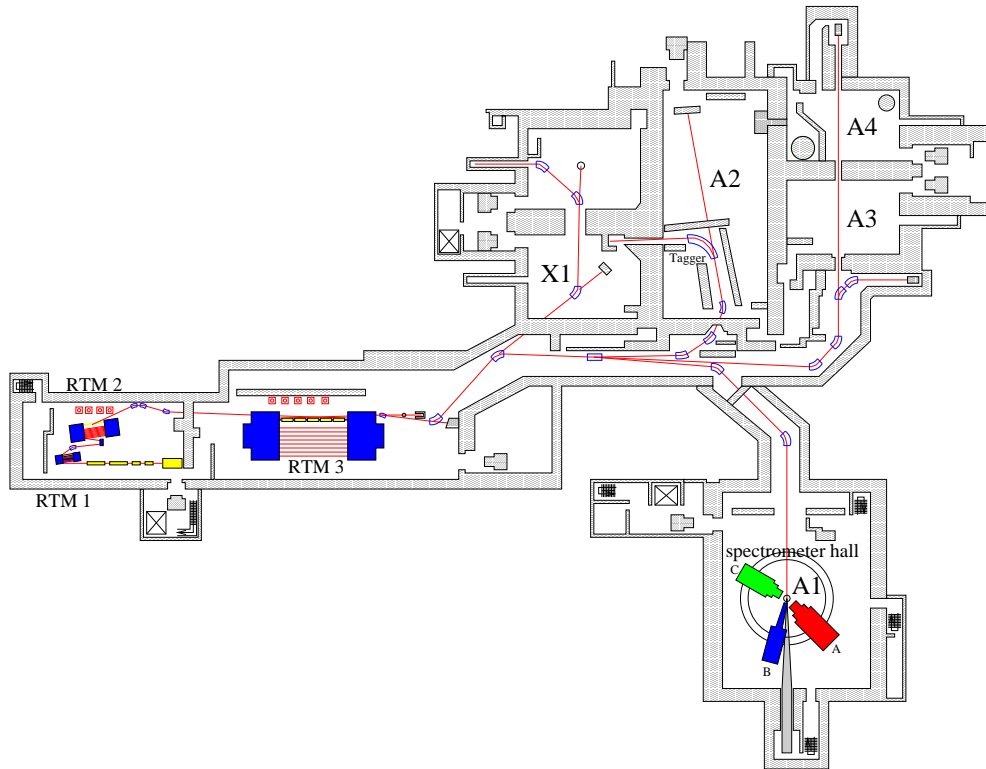 A4
A2
A3
Tagger
X1
RTM 2
RTM 3
RTM 1
spectrometer hall
C
A1
A
B